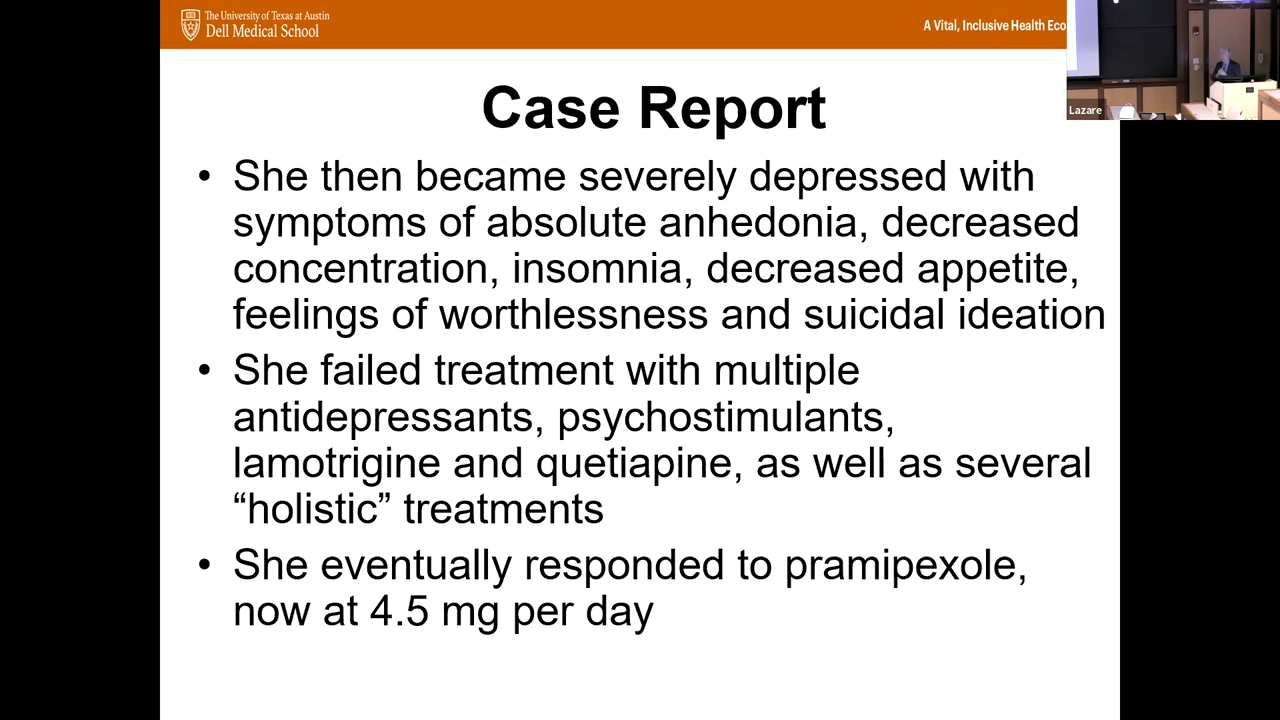 The University of Texas at Austin
Dell Medical School
A Vital, Inclusive Health Eco
Lazare
Case Report
• She then became severely depressed with
symptoms of absolute anhedonia, decreased
concentration, insomnia, decreased appetite,
feelings of worthlessness and suicidal ideation
• She failed treatment with multiple
antidepressants, psychostimulants,
lamotrigine and quetiapine, as well as several
“holistic” treatments
• She eventually responded to pramipexole,
now at 4.5 mg per day